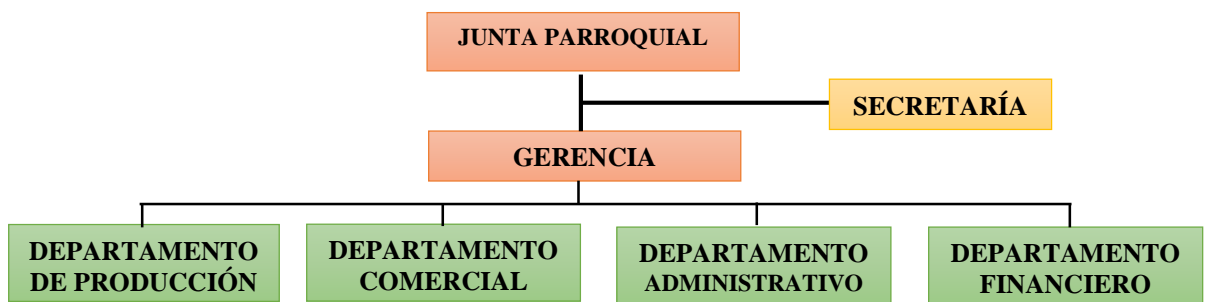 JUNTA PARROQUIAL
SECRETARÍA
GERENCIA
DEPARTAMENTO
DE PRODUCCIÓN
DEPARTAMENTO
COMERCIAL
DEPARTAMENTO
ADMINISTRATIVO
DEPARTAMENTO
FINANCIERO